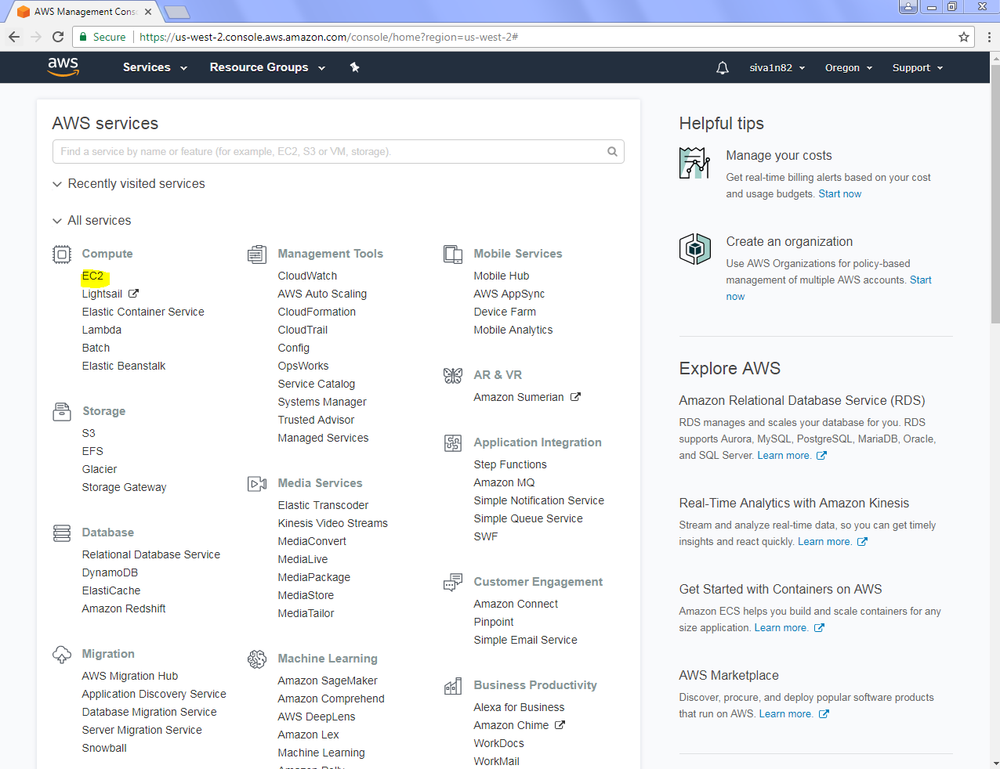 AWS Management Conso
Secure
https://us-west-2.console.aws.amazon.com/console/home?region=us-west-2#
aws
Services
Resource Groups
siva1n82
Oregon
Support
AWS services
Find a service by name or feature (for example, EC2, S3 or VM, storage).
Recently visited services
All services
Compute
EC2
Lightsail
Elastic Container Service
Lambda
Batch
Elastic Beanstalk
Storage
S3
EFS
Glacier
Storage Gateway
Database
Relational Database Service
DynamoDB
ElastiCache
Amazon Redshift
Migration
AWS Migration Hub
Application Discovery Service
Database Migration Service
Server Migration Service
Snowball
Management Tools
CloudWatch
AWS Auto Scaling
CloudFormation
CloudTrail
Config
OpsWorks
Service Catalog
Systems Manager
Trusted Advisor
Managed Services
Media Services
Elastic Transcoder
Kinesis Video Streams
MediaConvert
MediaLive
MediaPackage
MediaStore
MediaTailor
Machine Learning
Amazon SageMaker
Amazon Comprehend
AWS DeepLens
Amazon Lex
Machine Learning
Amazon Polly
Mobile Services
Mobile Hub
AWS AppSync
Device Farm
Mobile Analytics
AR & VR
Amazon Sumerian
Application Integration
Step Functions
Amazon MQ
Simple Notification Service
Simple Queue Service
SWF
Customer Engagement
Amazon Connect
Pinpoint
Simple Email Service
Business Productivity
Alexa for Business
Amazon Chime
WorkDocs
WorkMail
Helpful tips
Manage your costs
Get real-time billing alerts based on your cost
and usage budgets. Start now
Create an organization
Use AWS Organizations for policy-based
management of multiple AWS accounts. Start
now
Explore AWS
Amazon Relational Database Service (RDS)
RDS manages and scales your database for you. RDS
supports Aurora, MySQL, PostgreSQL, MariaDB, Oracle,
and SQL Server. Learn more.
Real-Time Analytics with Amazon Kinesis
Stream and analyze real-time data, so you can get timely
insights and react quickly. Learn more.
Get Started with Containers on AWS
Amazon ECS helps you build and scale containers for any
size application. Learn more.
AWS Marketplace
Discover, procure, and deploy popular software products
that run on AWS. Learn more.